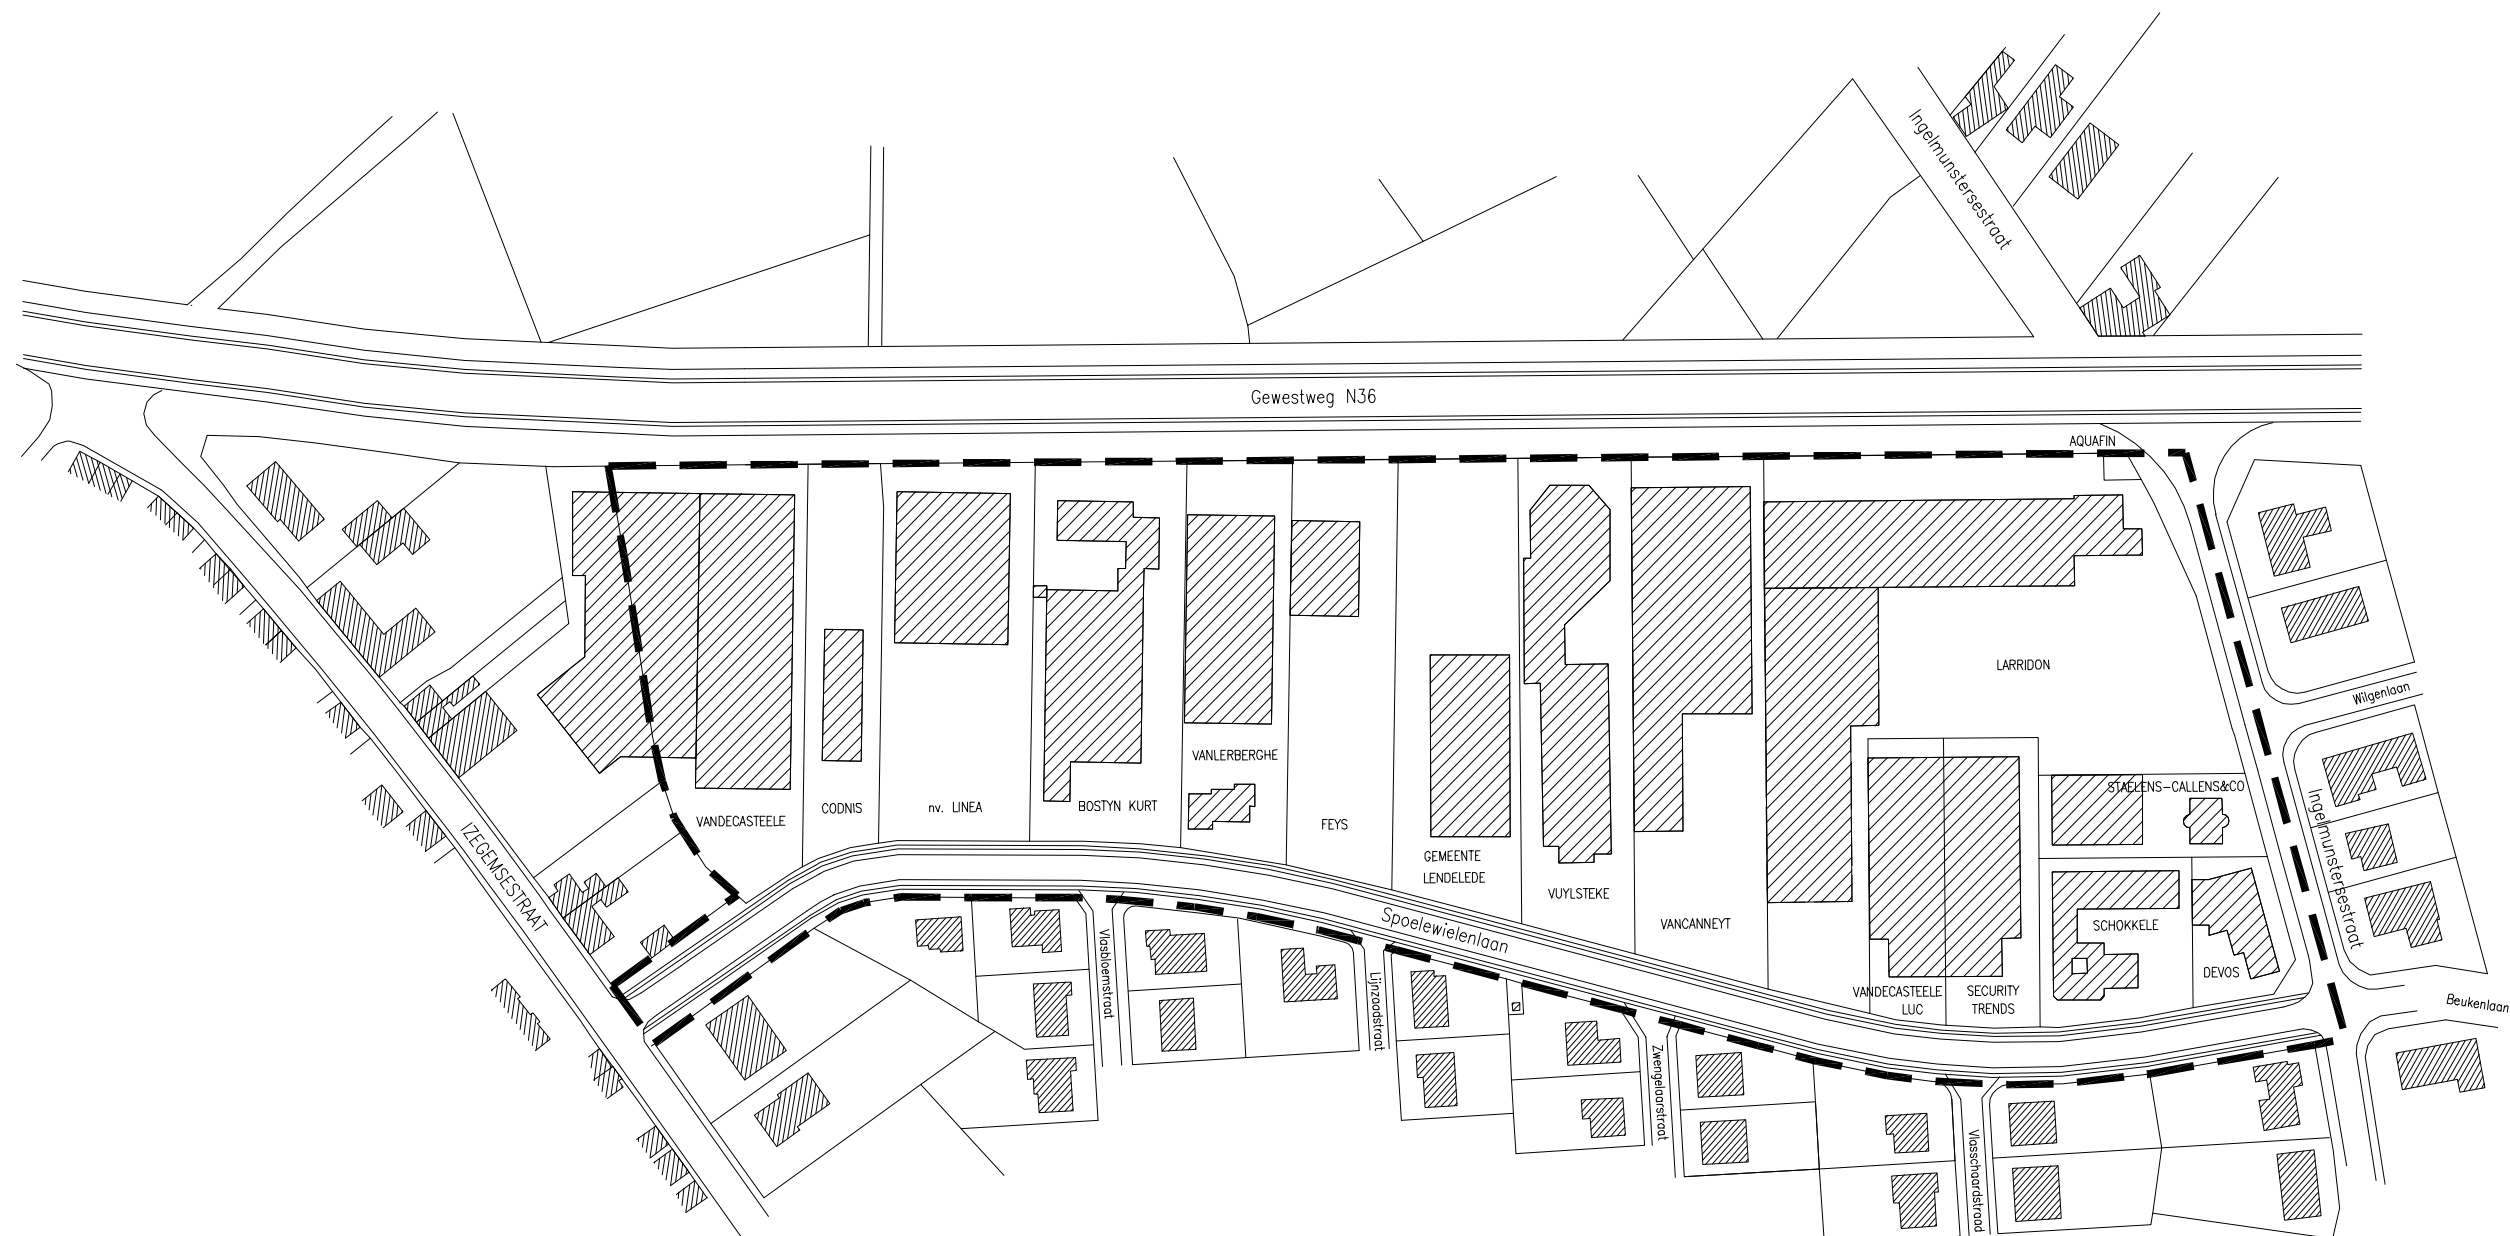 Ingelmunstersestraat
Gewestweg N36
AQUAFIN
LARRIDON
Wilgenlaan
VANLERBERGHE
STAELENS-CALLENS&CO
VANDECASTEELE
CODNIS
nv. LINEA
BOSTYN KURT
FEYS
IZEGEMSESTRAAT
GEMEENTE
LENDELEDE
VUYLSTEKE
VANCANNEYT
Spoelewielenlaan
SCHOKKELE
DEVOS
Ingelmunstersestraat
VANDECASTEELE
LUC
SECURITY
TRENDS
Beukenlaan
Vlasbloemstraat
Lijnzaadstraat
Zwengelaarstraat
Vlasschaardstraad